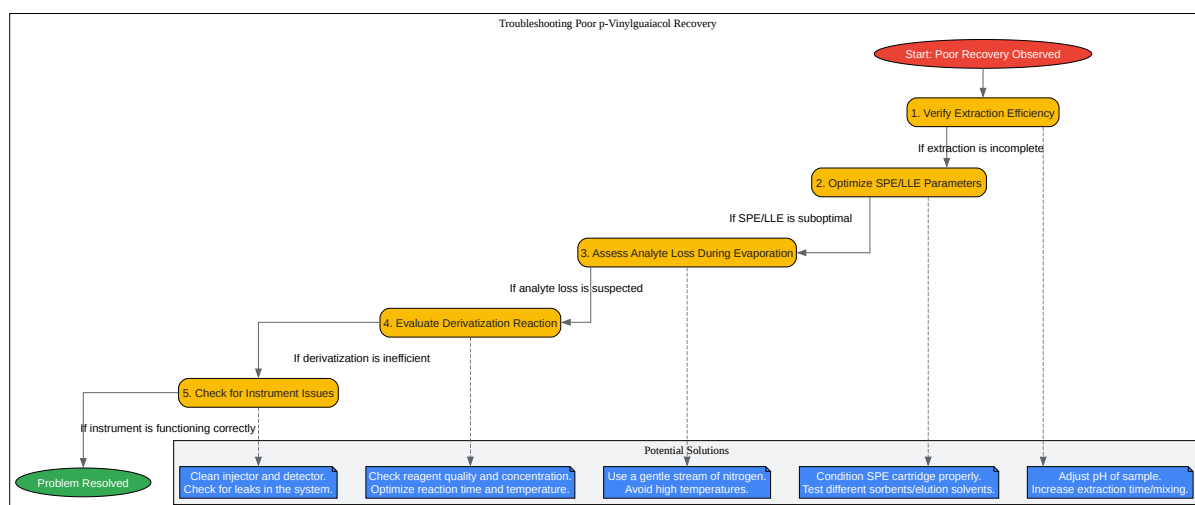 Troubleshooting Poor p-Vinylguaiacol Recovery
Start: Poor Recovery Observed
1. Verify Extraction Efficiency
If extraction is incomplete
2. Optimize SPE/LLE Parameters
If SPE/LLE is suboptimal
3. Assess Analyte Loss During Evaporation
If analyte loss is suspected
4. Evaluate Derivatization Reaction
If derivatization is inefficient
5. Check for Instrument Issues
If instrument is functioning correctly
Problem Resolved
Potential Solutions
Clean injector and detector.
Check for leaks in the system.
Check reagent quality and concentration.
Optimize reaction time and temperature.
Use a gentle stream of nitrogen.
Avoid high temperatures.
Condition SPE cartridge properly.
Test different sorbents/elution solvents.
Adjust pH of sample.
Increase extraction time/mixing.